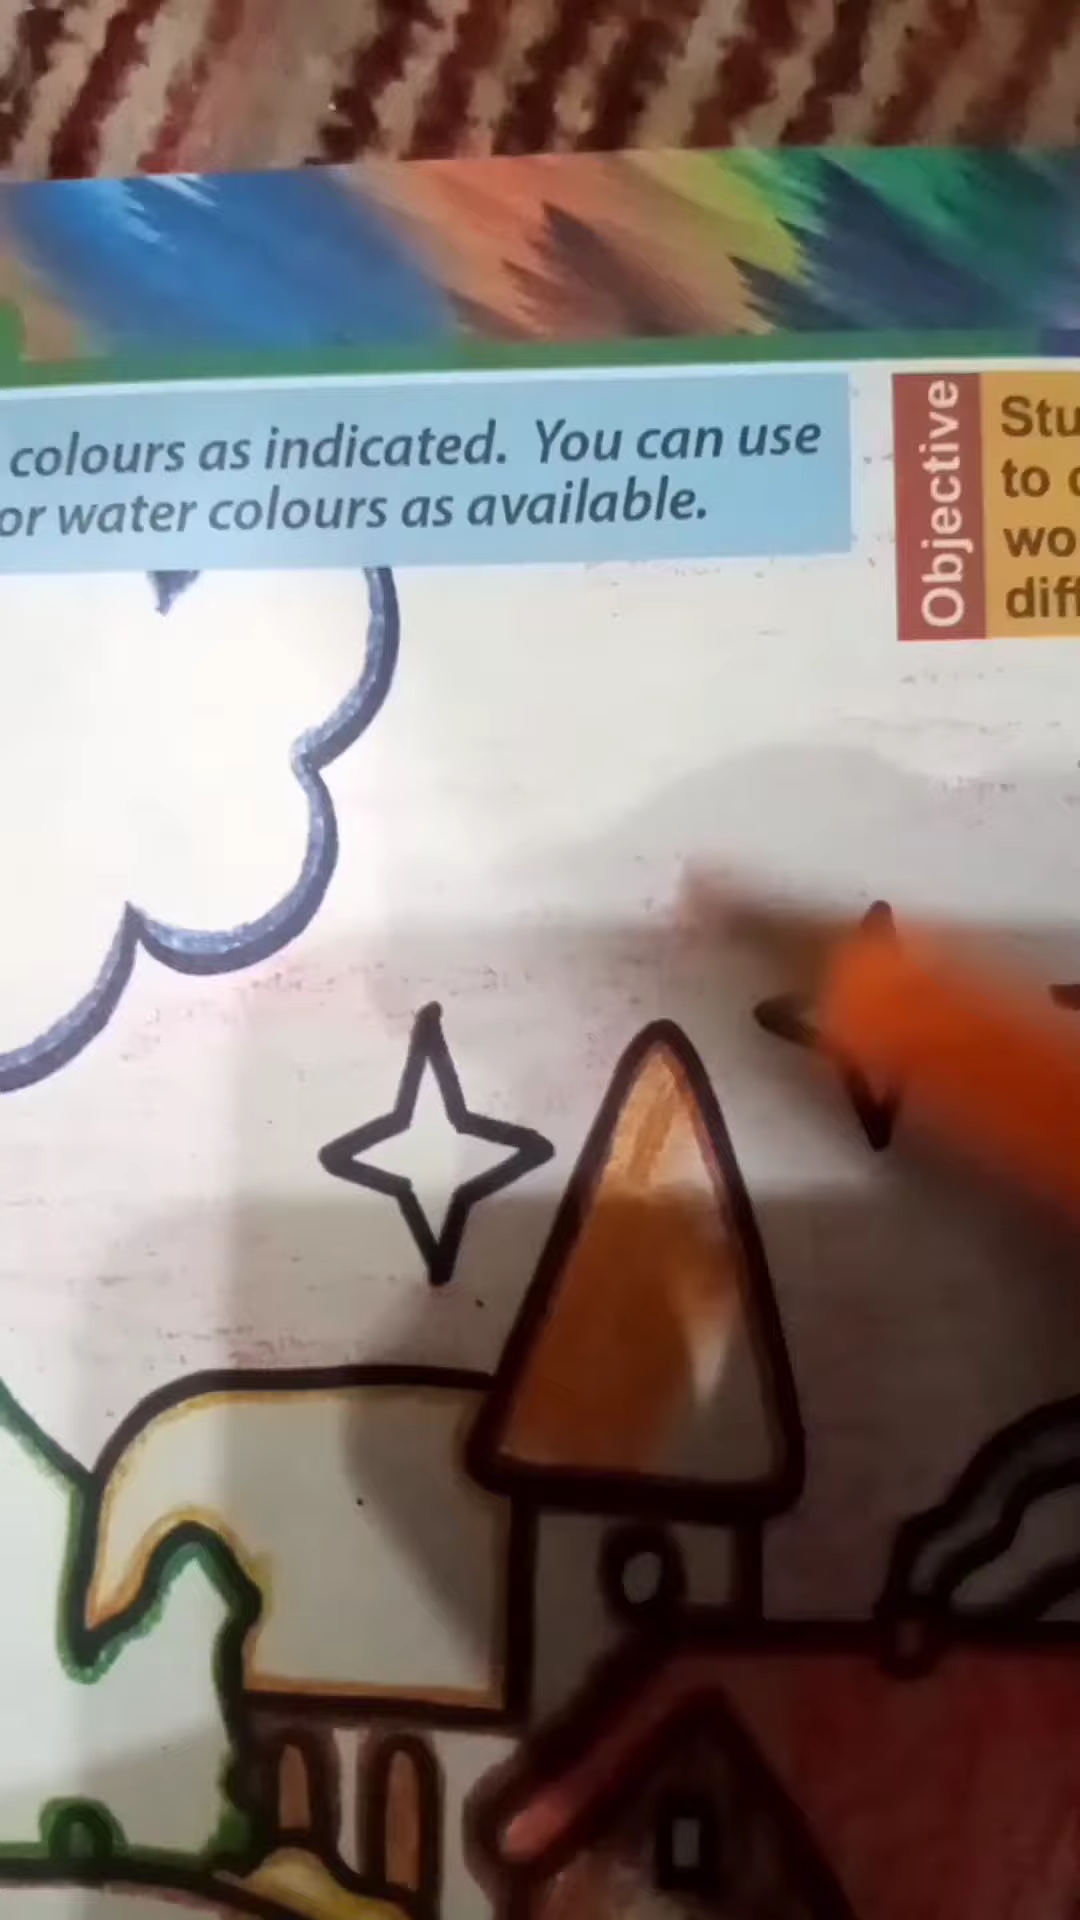 colours as indicated. You can use
or water colours as available.
Objective
Stu
to c
wo
diff